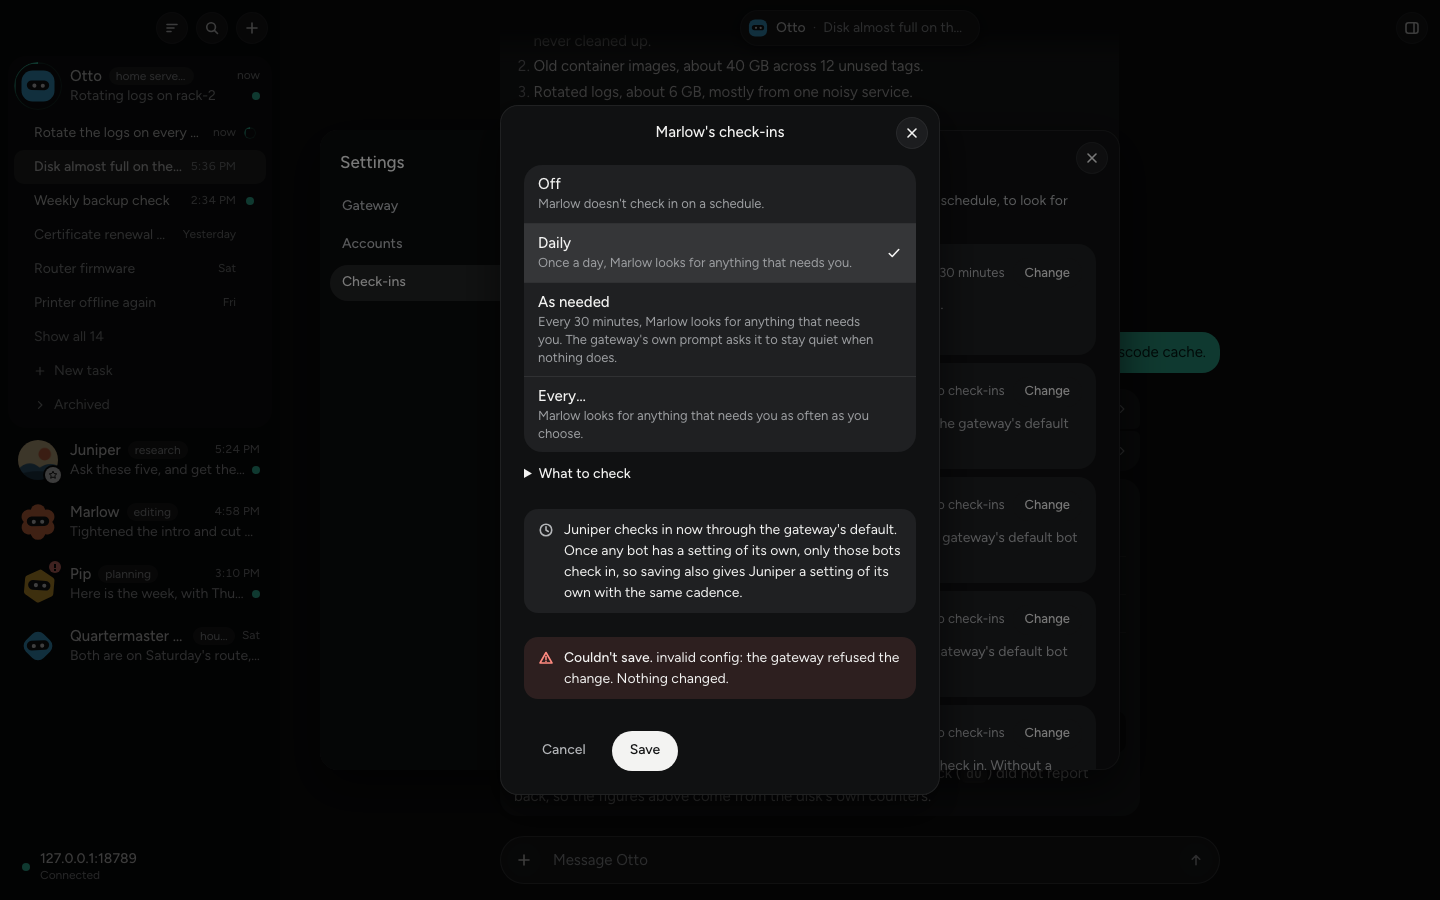 Otto · Disk almost full on th...
Otto home serve... now
Rotating logs on rack-2
Rotate the logs on every ... now
Disk almost full on the... 5:36 PM
Weekly backup check 2:34 PM
Certificate renewal ... Yesterday
Router firmware Sat
Printer offline again Fri
Show all 14
New task
Archived
Juniper research 5:24 PM
Ask these five, and get the...
Marlow editing 4:58 PM
Tightened the intro and cut ...
Pip planning 3:10 PM
Here is the week, with Thu...
Quartermaster ... hou... Sat
Both are on Saturday's route,...
127.0.0.1:18789
Connected
never cleaned up.
2. Old container images, about 40 GB across 12 unused tags.
3. Rotated logs, about 6 GB, mostly from one noisy service.
Settings
Gateway
Accounts
Check-ins
Marlow's check-ins
Off
Marlow doesn't check in on a schedule.
Daily
Once a day, Marlow looks for anything that needs you.
As needed
Every 30 minutes, Marlow looks for anything that needs
you. The gateway's own prompt asks it to stay quiet when
nothing does.
Every...
Marlow looks for anything that needs you as often as you
choose.
What to check
Juniper checks in now through the gateway's default.
Once any bot has a setting of its own, only those bots
check in, so saving also gives Juniper a setting of its
own with the same cadence.
Couldn't save. invalid config: the gateway refused the
change. Nothing changed.
Cancel Save
schedule, to look for
30 minutes Change
check-ins Change
he gateway's default
check-ins Change
gateway's default bot
check-ins Change
ateway's default bot
check-ins Change
heck in. Without a
scode cache.
did not report
back, so the figures above come from the disk's own counters.
Message Otto